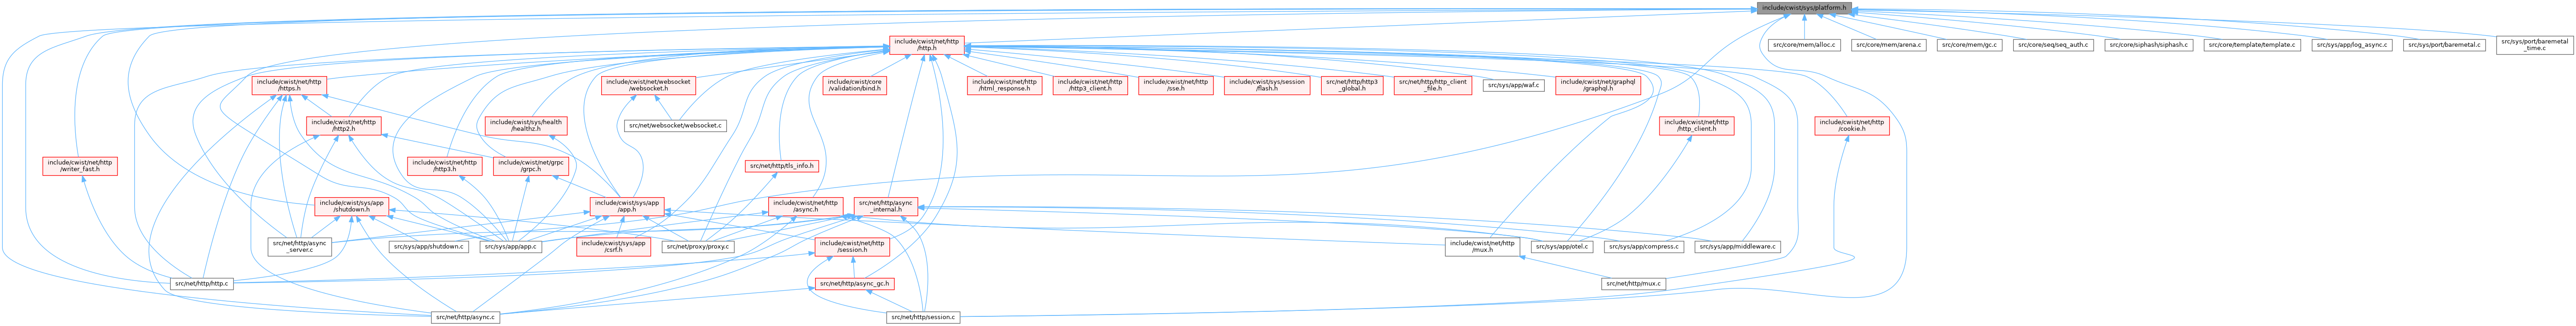 include/cwist/sys/platform.h
include/cwist/net/http
/http.h
src/core/mem/alloc.c
src/core/mem/arena.c
src/core/mem/gc.c
src/core/seq/seq_auth.c
src/core/siphash/siphash.c
src/core/template/template.c
src/sys/app/log_async.c
src/sys/port/baremetal.c
src/sys/port/baremetal
_time.c
include/cwist/net/http
/https.h
include/cwist/net/websocket
/websocket.h
include/cwist/core
/validation/bind.h
include/cwist/net/http
/html_response.h
include/cwist/net/http
/http3_client.h
include/cwist/net/http
/sse.h
include/cwist/sys/session
/flash.h
src/net/http/http3
_global.h
src/net/http/http_client
_file.h
src/sys/app/waf.c
include/cwist/net/graphql
/graphql.h
include/cwist/net/http
/http2.h
include/cwist/sys/health
/healthz.h
src/net/websocket/websocket.c
include/cwist/net/http
/http_client.h
include/cwist/net/http
/cookie.h
include/cwist/net/http
/writer_fast.h
include/cwist/net/http
/http3.h
include/cwist/net/grpc
/grpc.h
src/net/http/tls_info.h
include/cwist/sys/app
/shutdown.h
include/cwist/sys/app
/app.h
include/cwist/net/http
/async.h
src/net/http/async
_internal.h
src/net/http/async
_server.c
src/sys/app/shutdown.c
src/sys/app/app.c
include/cwist/sys/app
/csrf.h
src/net/proxy/proxy.c
include/cwist/net/http
/session.h
include/cwist/net/http
/mux.h
src/sys/app/otel.c
src/sys/app/compress.c
src/sys/app/middleware.c
src/net/http/http.c
src/net/http/async_gc.h
src/net/http/mux.c
src/net/http/async.c
src/net/http/session.c